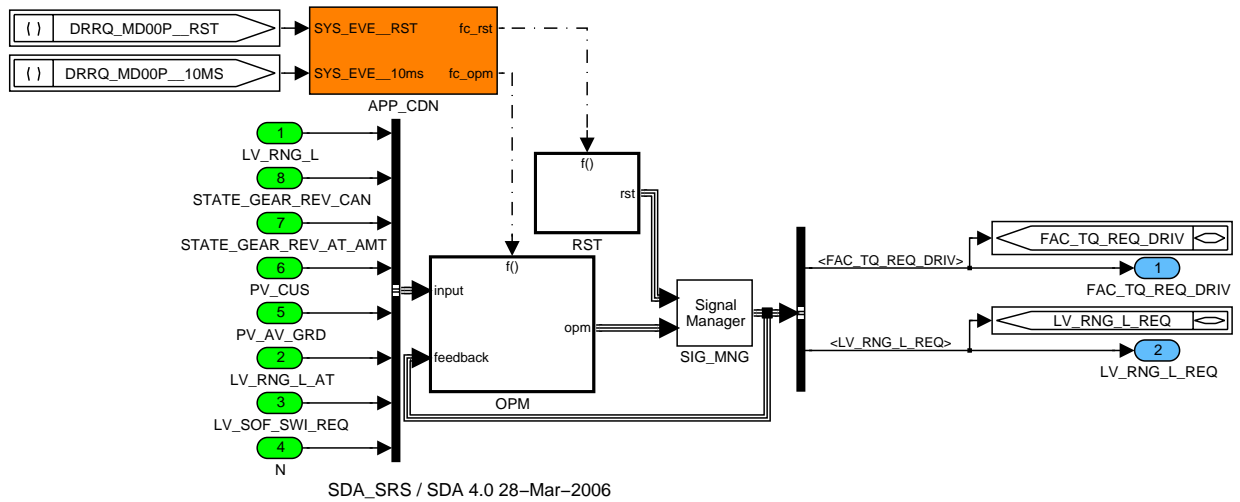 ( ) DRRQ_MD00P__RST
SYS_EVE__RST
fc_rst
( ) DRRQ_MD00P__10MS
SYS_EVE__10ms
fc_opm
APP_CDN
1
LV_RNG_L
8
STATE_GEAR_REV_CAN
7
STATE_GEAR_REV_AT_AMT
6
PV_CUS
5
PV_AV_GRD
2
LV_RNG_L_AT
3
LV_SOF_SWI_REQ
4
N
f()
rst
RST
f()
input
feedback
opm
OPM
Signal
Manager
SIG_MNG
<FAC_TQ_REQ_DRIV>
FAC_TQ_REQ_DRIV
1
FAC_TQ_REQ_DRIV
<LV_RNG_L_REQ>
LV_RNG_L_REQ
2
LV_RNG_L_REQ
SDA_SRS / SDA 4.0 28−Mar−2006